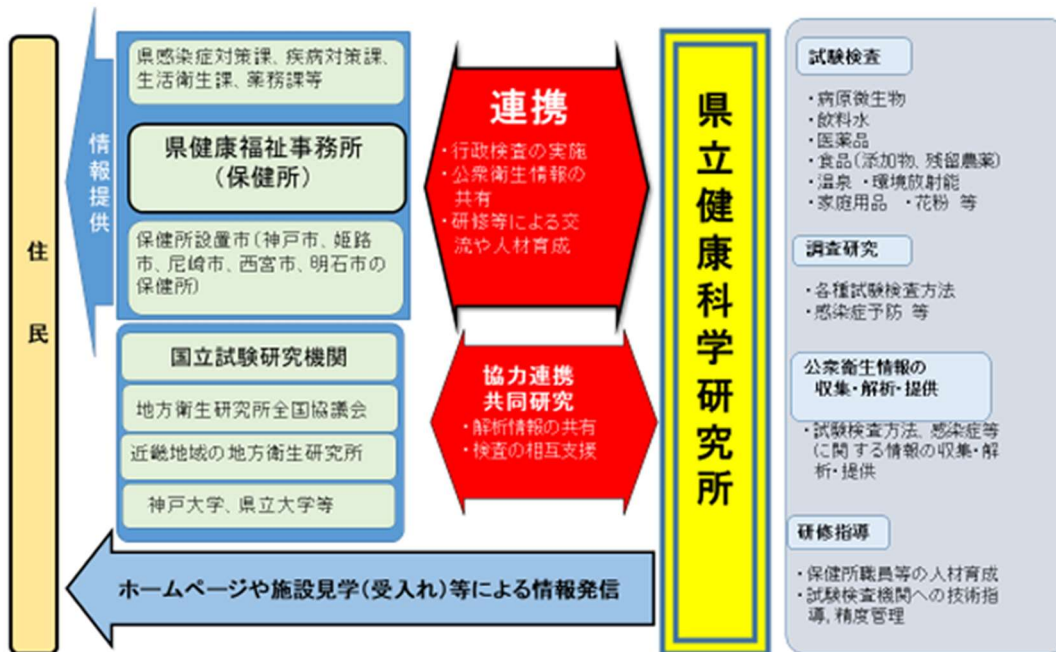 住民
情報提供
県感染症対策課、疾病対策課、
生活衛生課、薬務課等
県健康福祉事務所
(保健所)
保健所設置市(神戸市、姫路
市、尼崎市、西宮市、明石市の
保健所)
国立試験研究機関
地方衛生研究所全国協議会
近畿地域の地方衛生研究所
神戸大学、県立大学等
連携
・行政検査の実施
・公衆衛生情報の
共有
・研修等による交
流や人材育成
協力連携
共同研究
・解析情報の共有
・検査の相互支援
ホームページや施設見学(受入れ)等による情報発信
県立健康科学研究所
試験検査
・病原微生物
・飲料水
・医薬品
・食品(添加物、残留農薬)
・温泉 ・環境放射能
・家庭用品 ・花粉 等
調査研究
・各種試験検査方法
・感染症予防 等
公衆衛生情報の
収集・解析・提供
・試験検査方法、感染症等
に関する情報の収集・解
析・提供
研修指導
・保健所職員等の人材育成
・試験検査機関への技術指
導,精度管理